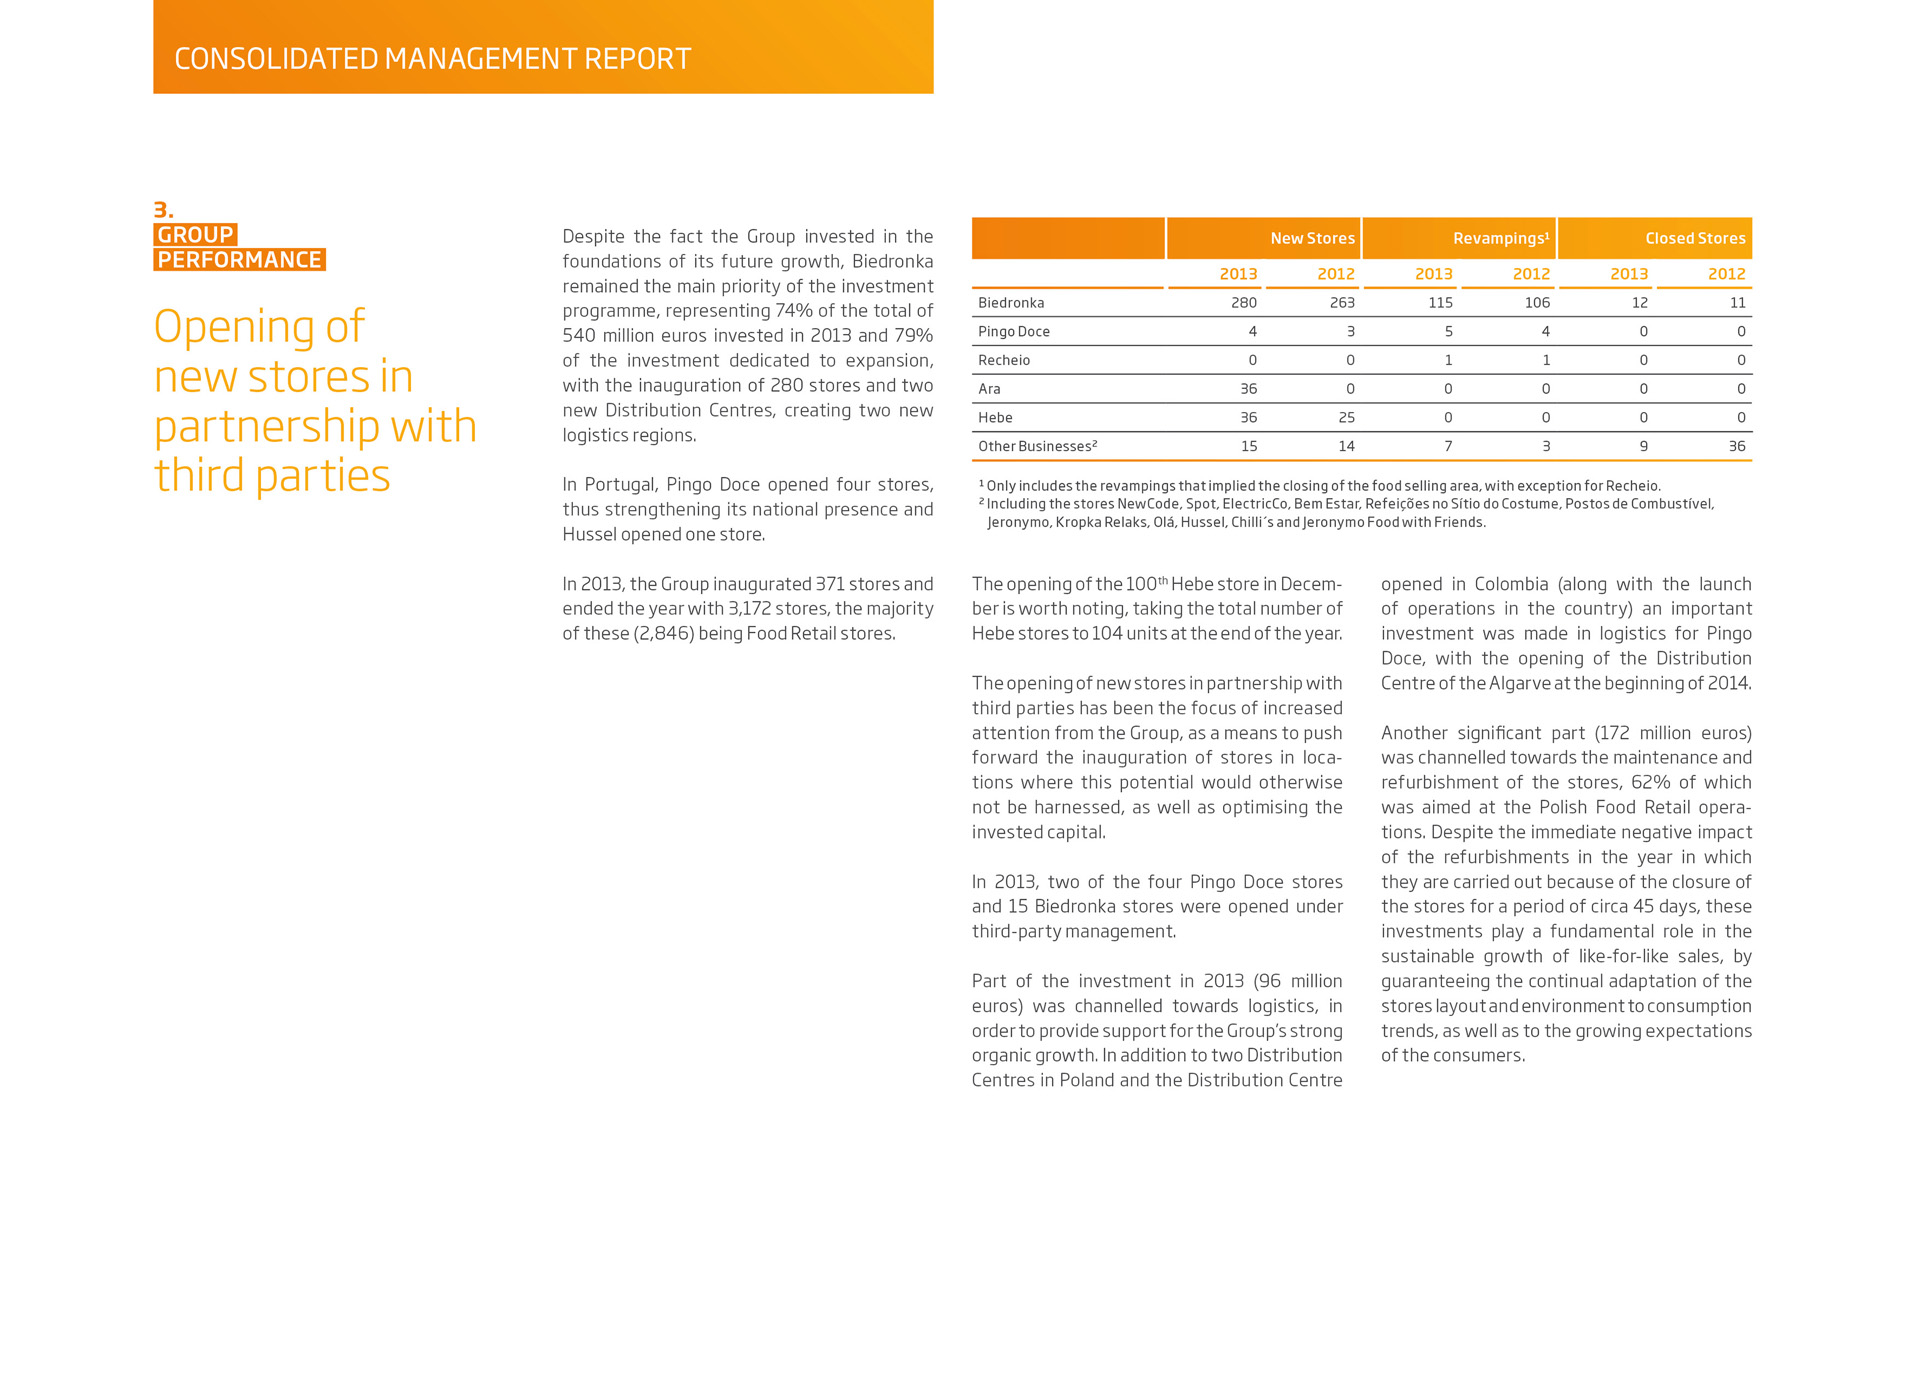 CONSOLIDATED MANAGEMENT REPORT
3.
GROUP
PERFORMANCE
Opening of
new stores in
partnership with
third parties
Despite the fact the Group invested in the
foundations of its future growth, Biedronka
remained the main priority of the investment
programme, representing 74% of the total of
540 million euros invested in 2013 and 79%
of the investment dedicated to expansion,
with the inauguration of 280 stores and two
new Distribution Centres, creating two new
logistics regions.
In Portugal, Pingo Doce opened four stores,
thus strengthening its national presence and
Hussel opened one store.
In 2013, the Group inaugurated 371 stores and
ended the year with 3,172 stores, the majority
of these (2,846) being Food Retail stores.
New Stores Revampings¹ Closed Stores
2013 2012 2013 2012 2013 2012
Biedronka 280 263 115 106 12 11
Pingo Doce 4 3 5 4 0 0
Recheio 0 0 1 1 0 0
Ara 36 0 0 0 0 0
Hebe 36 25 0 0 0 0
Other Businesses² 15 14 7 3 9 36
¹ Only includes the revampings that implied the closing of the food selling area, with exception for Recheio.
² Including the stores NewCode, Spot, ElectricCo, Bem Estar, Refeições no Sítio do Costume, Postos de Combustível,
Jeronymo, Kropka Relaks, Olá, Hussel, Chilli´s and Jeronymo Food with Friends.
The opening of the 100th Hebe store in Decem-
ber is worth noting, taking the total number of
Hebe stores to 104 units at the end of the year.
The opening of new stores in partnership with
third parties has been the focus of increased
attention from the Group, as a means to push
forward the inauguration of stores in loca-
tions where this potential would otherwise
not be harnessed, as well as optimising the
invested capital.
In 2013, two of the four Pingo Doce stores
and 15 Biedronka stores were opened under
third-party management.
Part of the investment in 2013 (96 million
euros) was channelled towards logistics, in
order to provide support for the Group's strong
organic growth. In addition to two Distribution
Centres in Poland and the Distribution Centre
opened in Colombia (along with the launch
of operations in the country) an important
investment was made in logistics for Pingo
Doce, with the opening of the Distribution
Centre of the Algarve at the beginning of 2014.
Another significant part (172 million euros)
was channelled towards the maintenance and
refurbishment of the stores, 62% of which
was aimed at the Polish Food Retail opera-
tions. Despite the immediate negative impact
of the refurbishments in the year in which
they are carried out because of the closure of
the stores for a period of circa 45 days, these
investments play a fundamental role in the
sustainable growth of like-for-like sales, by
guaranteeing the continual adaptation of the
stores layout and environment to consumption
trends, as well as to the growing expectations
of the consumers.